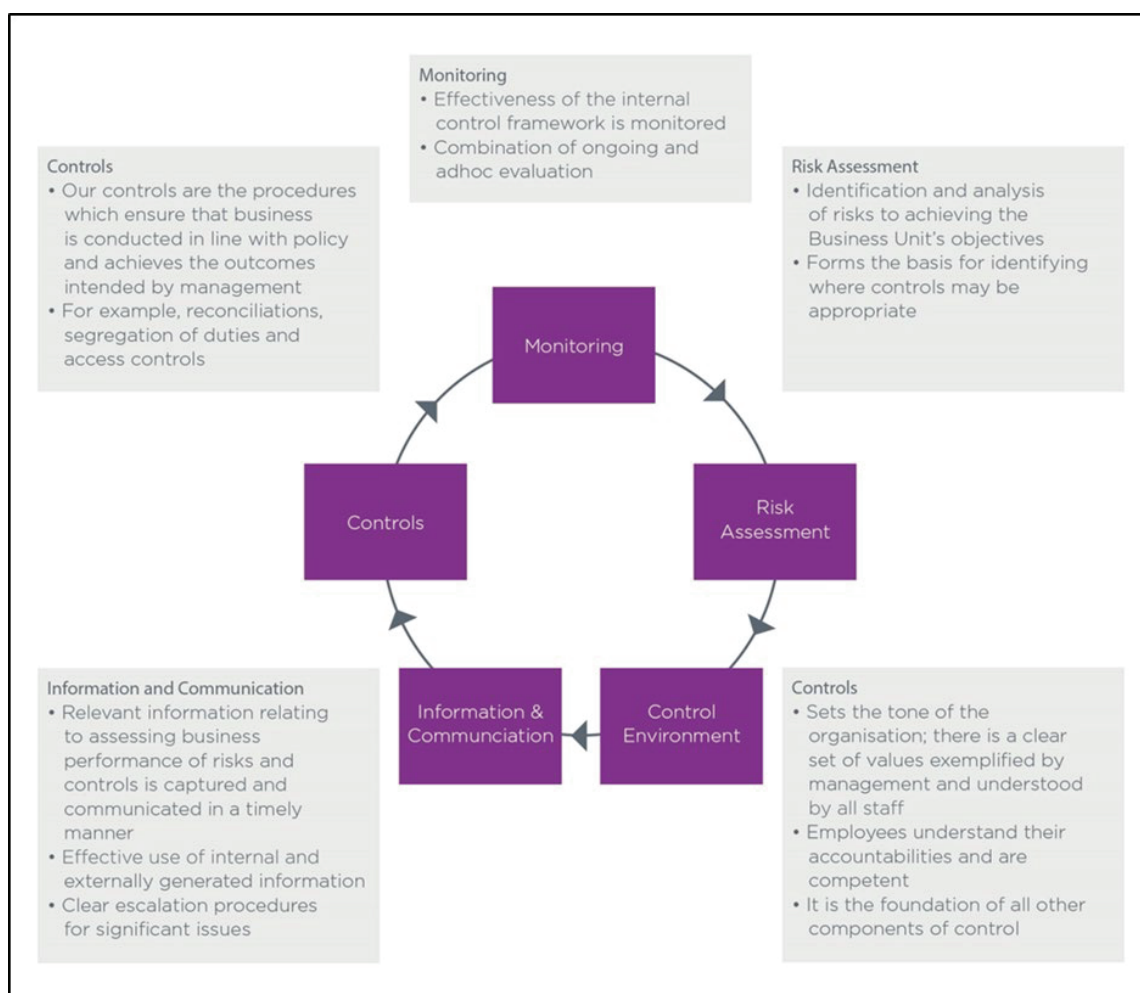 Monitoring
• Effectiveness of the internal
control framework is monitored
• Combination of ongoing and
adhoc evaluation
Controls
• Our controls are the procedures
which ensure that business
is conducted in line with policy
and achieves the outcomes
intended by management
• For example, reconciliations,
segregation of duties and
access controls
Risk Assessment
• Identification and analysis
of risks to achieving the
Business Unit's objectives
• Forms the basis for identifying
where controls may be
appropriate
Monitoring
Controls
Risk
Assessment
Information &
Communciation
Control
Environment
Information and Communication
• Relevant information relating
to assessing business
performance of risks and
controls is captured and
communicated in a timely
manner
• Effective use of internal and
externally generated information
• Clear escalation procedures
for significant issues
Controls
• Sets the tone of the
organisation; there is a clear
set of values exemplified by
management and understood
by all staff
• Employees understand their
accountabilities and are
competent
• It is the foundation of all other
components of control